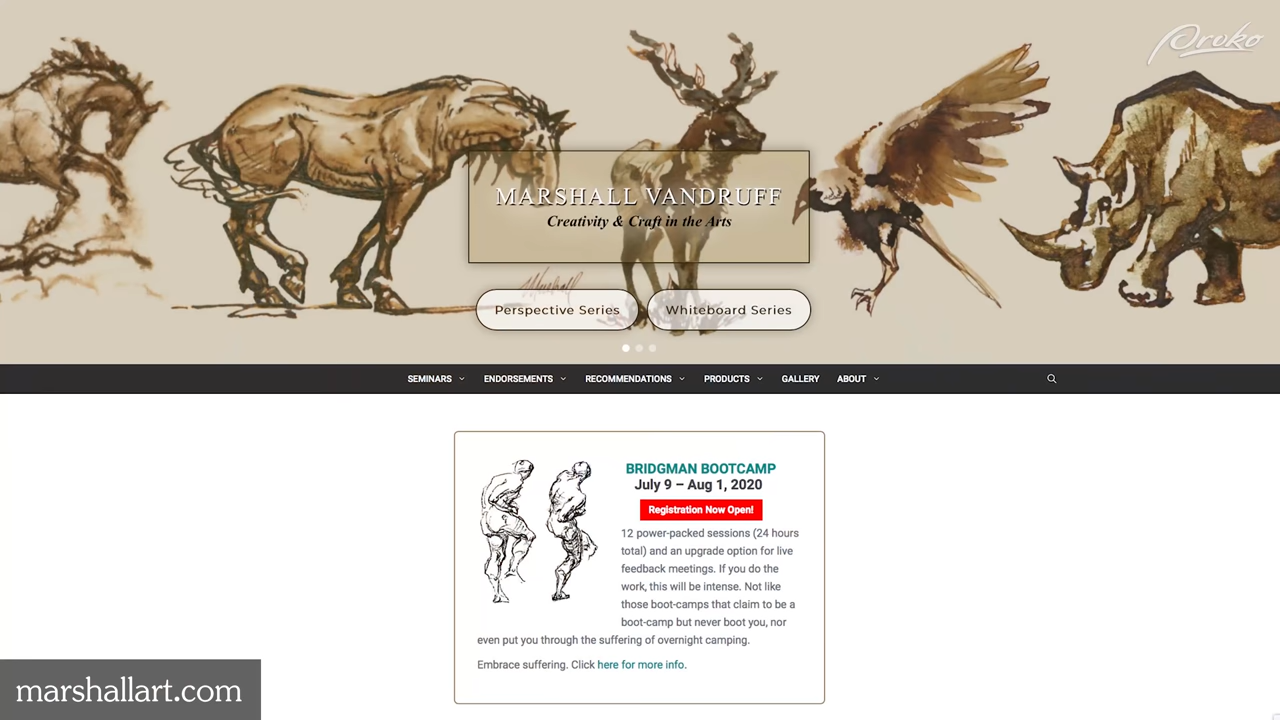 Proko
MARSHALL VANDRUFF
Creativity & Craft in the Arts
Marshall
Perspective Series
Whiteboard Series
SEMINARS
ENDORSEMENTS
RECOMMENDATIONS
PRODUCTS
GALLERY
ABOUT
BRIDGMAN BOOTCAMP
July 9 – Aug 1, 2020
Registration Now Open!
12 power-packed sessions (24 hours
total) and an upgrade option for live
feedback meetings. If you do the
work, this will be intense. Not like
those boot-camps that claim to be a
boot-camp but never boot you, nor
even put you through the suffering of overnight camping.
Embrace suffering. Click here for more info.
marshallart.com